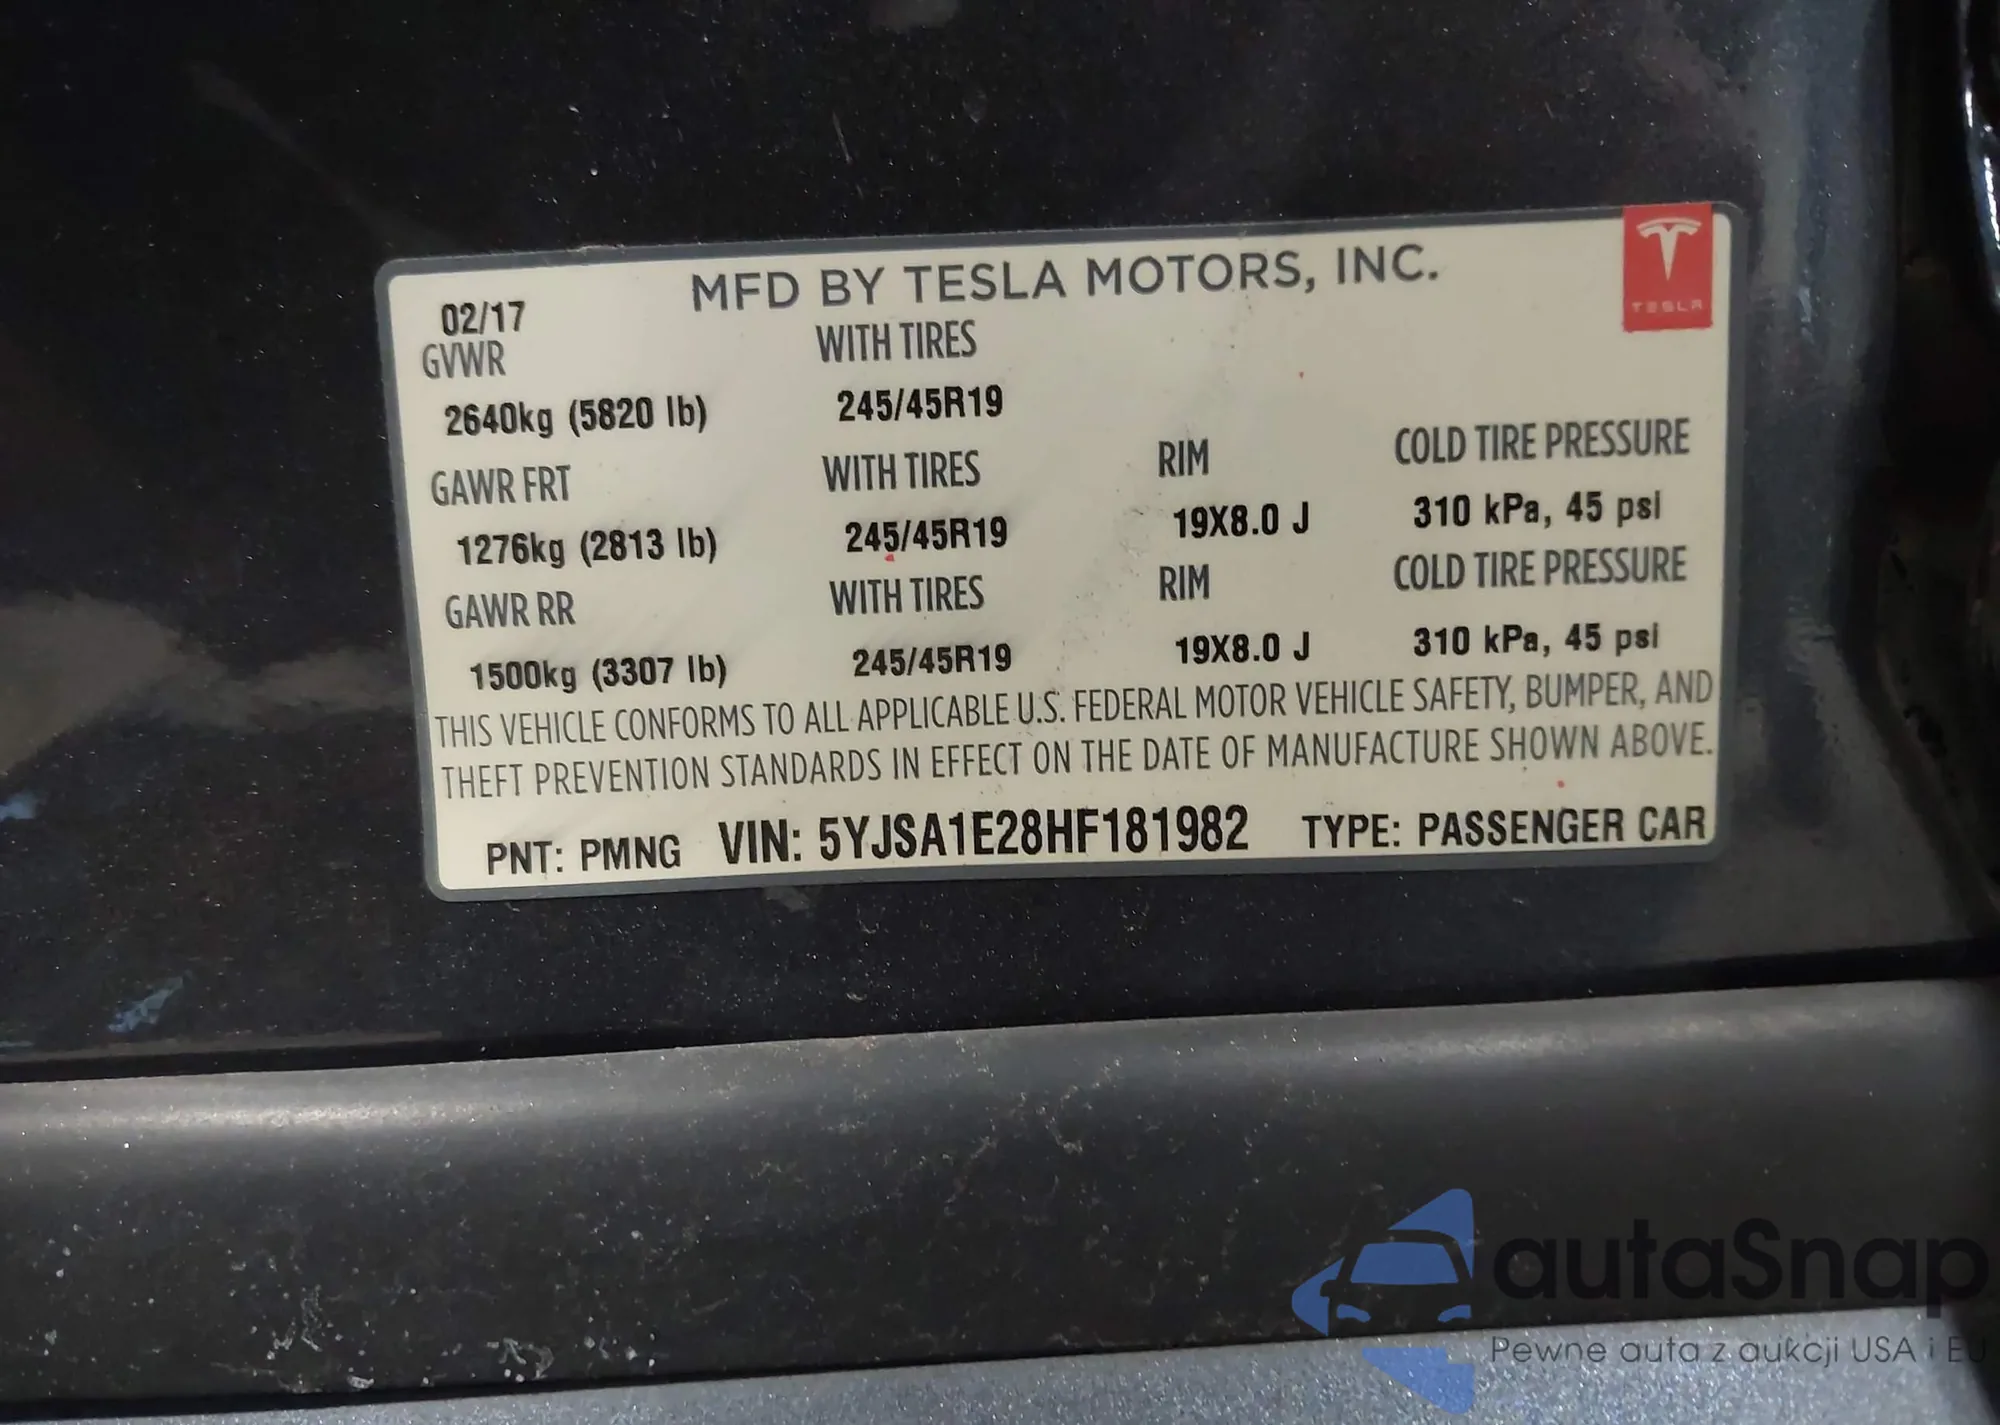 MFD BY TESLA MOTORS, INC.
TESLA
02/17
GVWR WITH TIRES
2640kg (5820 lb) 245/45R19
GAWR FRT WITH TIRES RIM COLD TIRE PRESSURE
1276kg (2813 lb) 245/45R19 19X8.0 J 310 kPa, 45 psi
GAWR RR WITH TIRES RIM COLD TIRE PRESSURE
1500kg (3307 lb) 245/45R19 19X8.0 J 310 kPa, 45 psi
THIS VEHICLE CONFORMS TO ALL APPLICABLE U.S. FEDERAL MOTOR VEHICLE SAFETY, BUMPER, AND
THEFT PREVENTION STANDARDS IN EFFECT ON THE DATE OF MANUFACTURE SHOWN ABOVE.
PNT: PMNG VIN: 5YJSA1E28HF181982 TYPE: PASSENGER CAR
autaSnap
Pewne auta z aukcji USA i EU